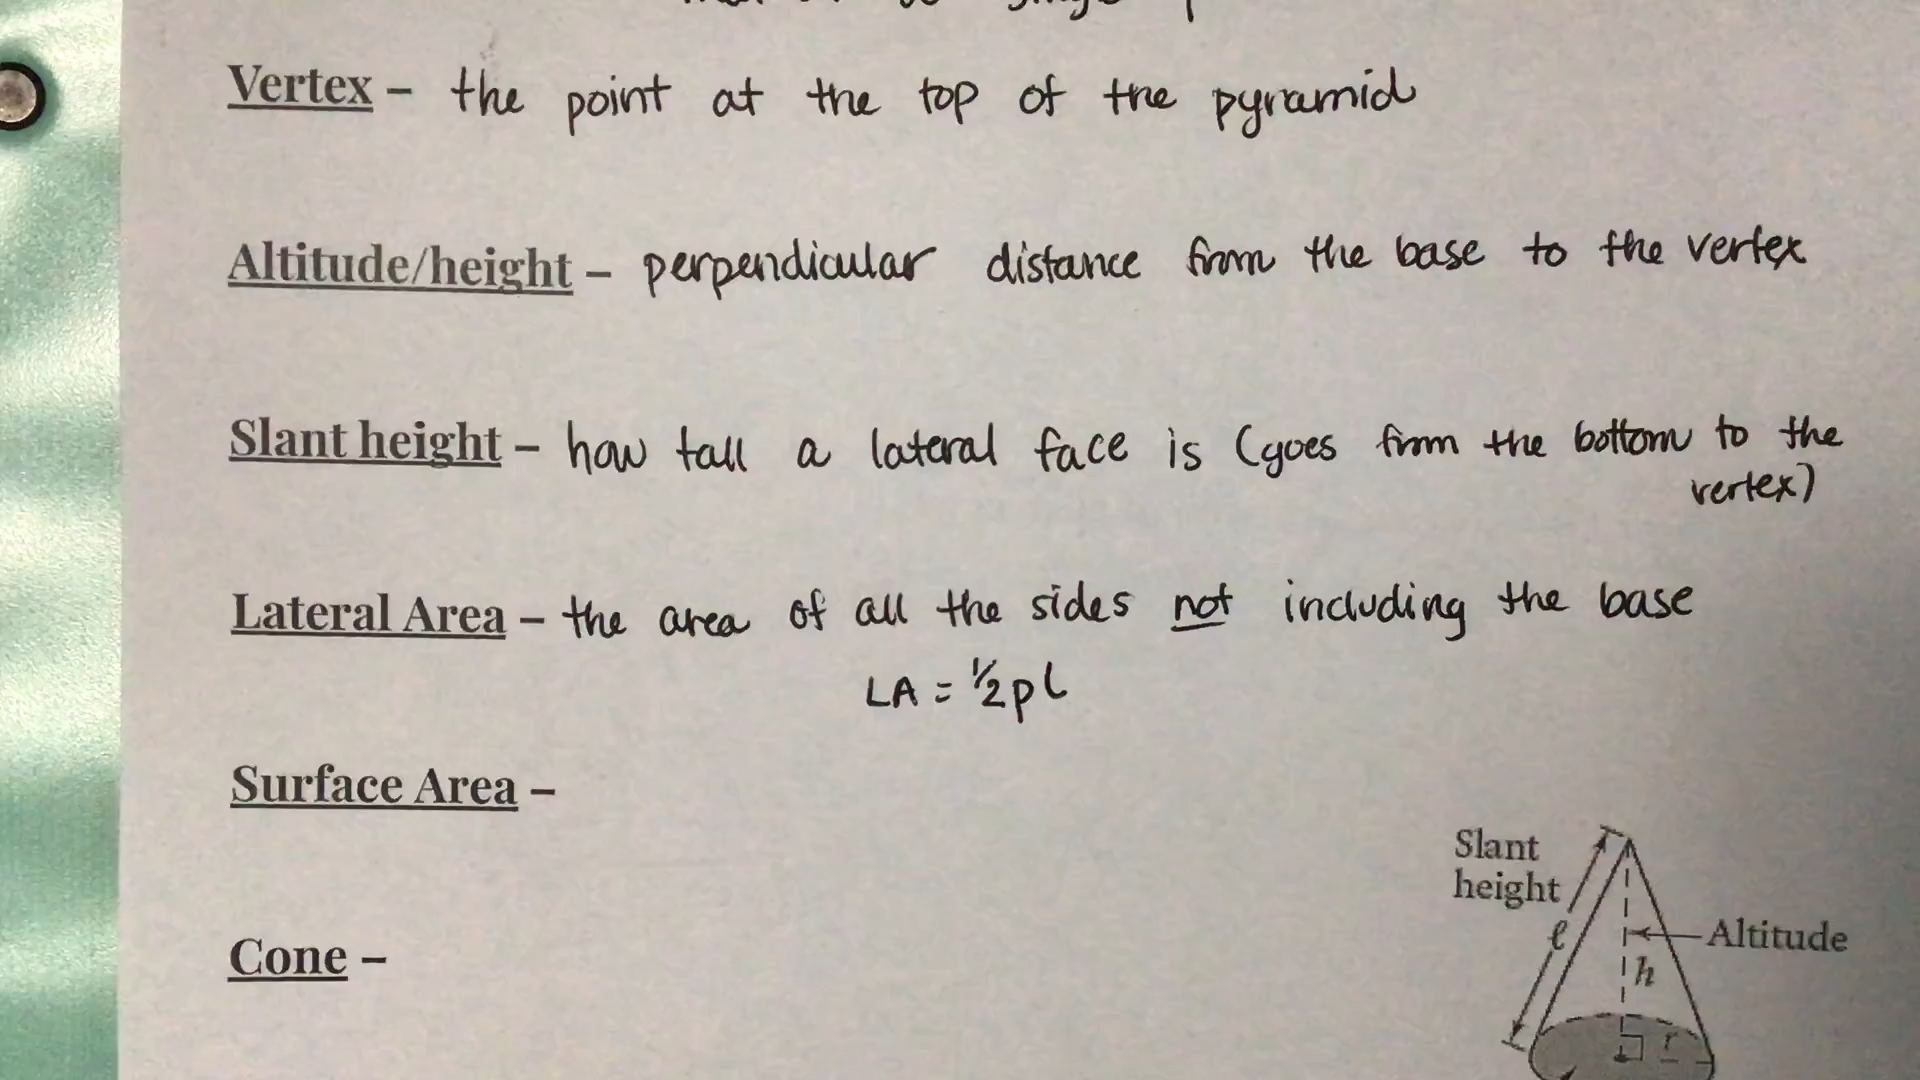 Vertex – the point at the top of the pyramid
Altitude/height – perpendicular distance from the base to the vertex
Slant height – how tall a lateral face is (goes from the bottom to the
vertex)
Lateral Area – the area of all the sides not including the base
LA = ½pl
Surface Area –
Slant
height
ℓ
Altitude
h
Cone –
r